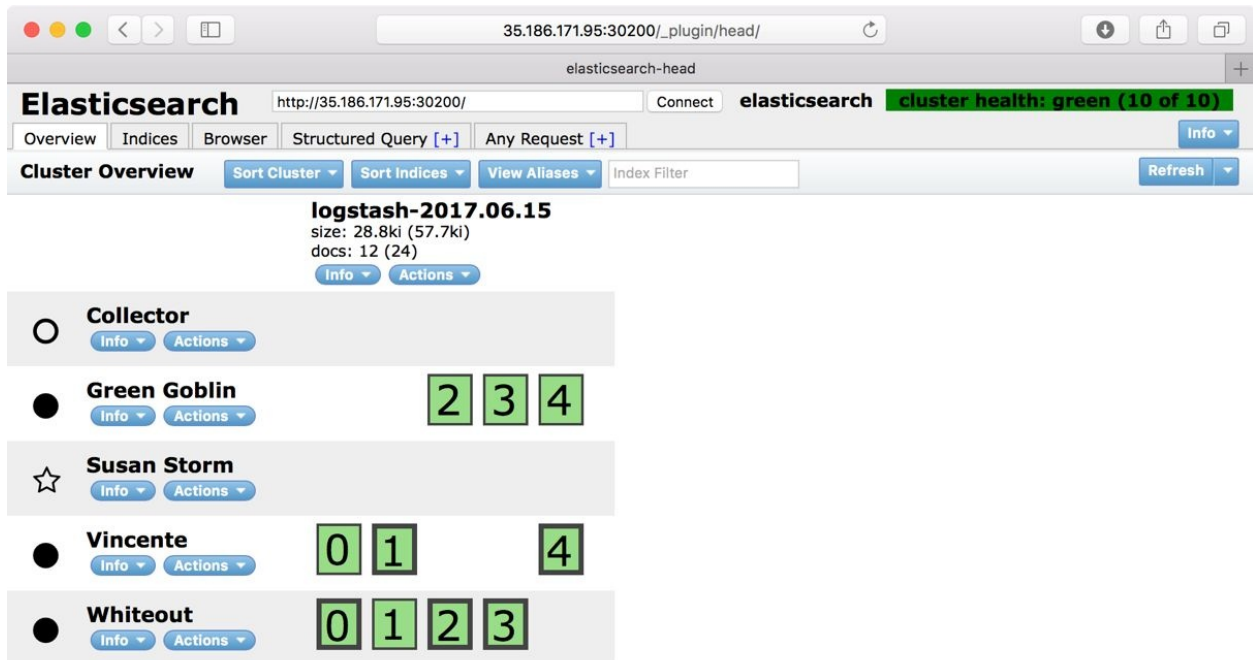 35.186.171.95:30200/_plugin/head/
elasticsearch-head
Elasticsearch http://35.186.171.95:30200/ Connect elasticsearch cluster health: green (10 of 10)
Overview Indices Browser Structured Query [+] Any Request [+] Info
Cluster Overview Sort Cluster Sort Indices View Aliases Index Filter Refresh
logstash-2017.06.15
size: 28.8ki (57.7ki)
docs: 12 (24)
Info Actions
Collector
Info Actions
Green Goblin
Info Actions
2 3 4
Susan Storm
Info Actions
Vincente
Info Actions
0 1 4
Whiteout
Info Actions
0 1 2 3